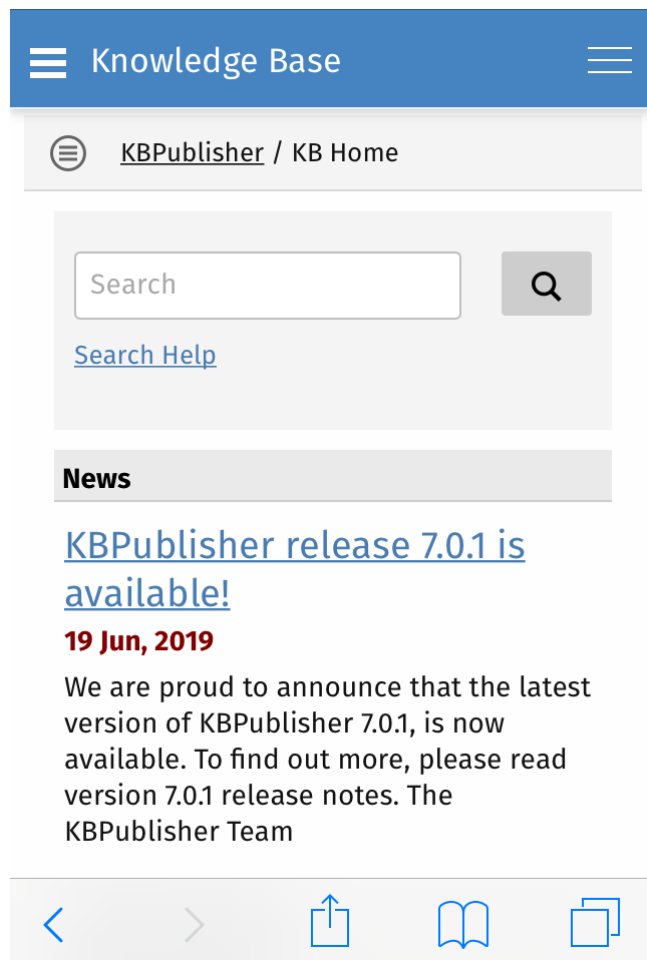 Knowledge Base
KBPublisher / KB Home
Search
Search Help
News
KBPublisher release 7.0.1 is
available!
19 Jun, 2019
We are proud to announce that the latest
version of KBPublisher 7.0.1, is now
available. To find out more, please read
version 7.0.1 release notes. The
KBPublisher Team